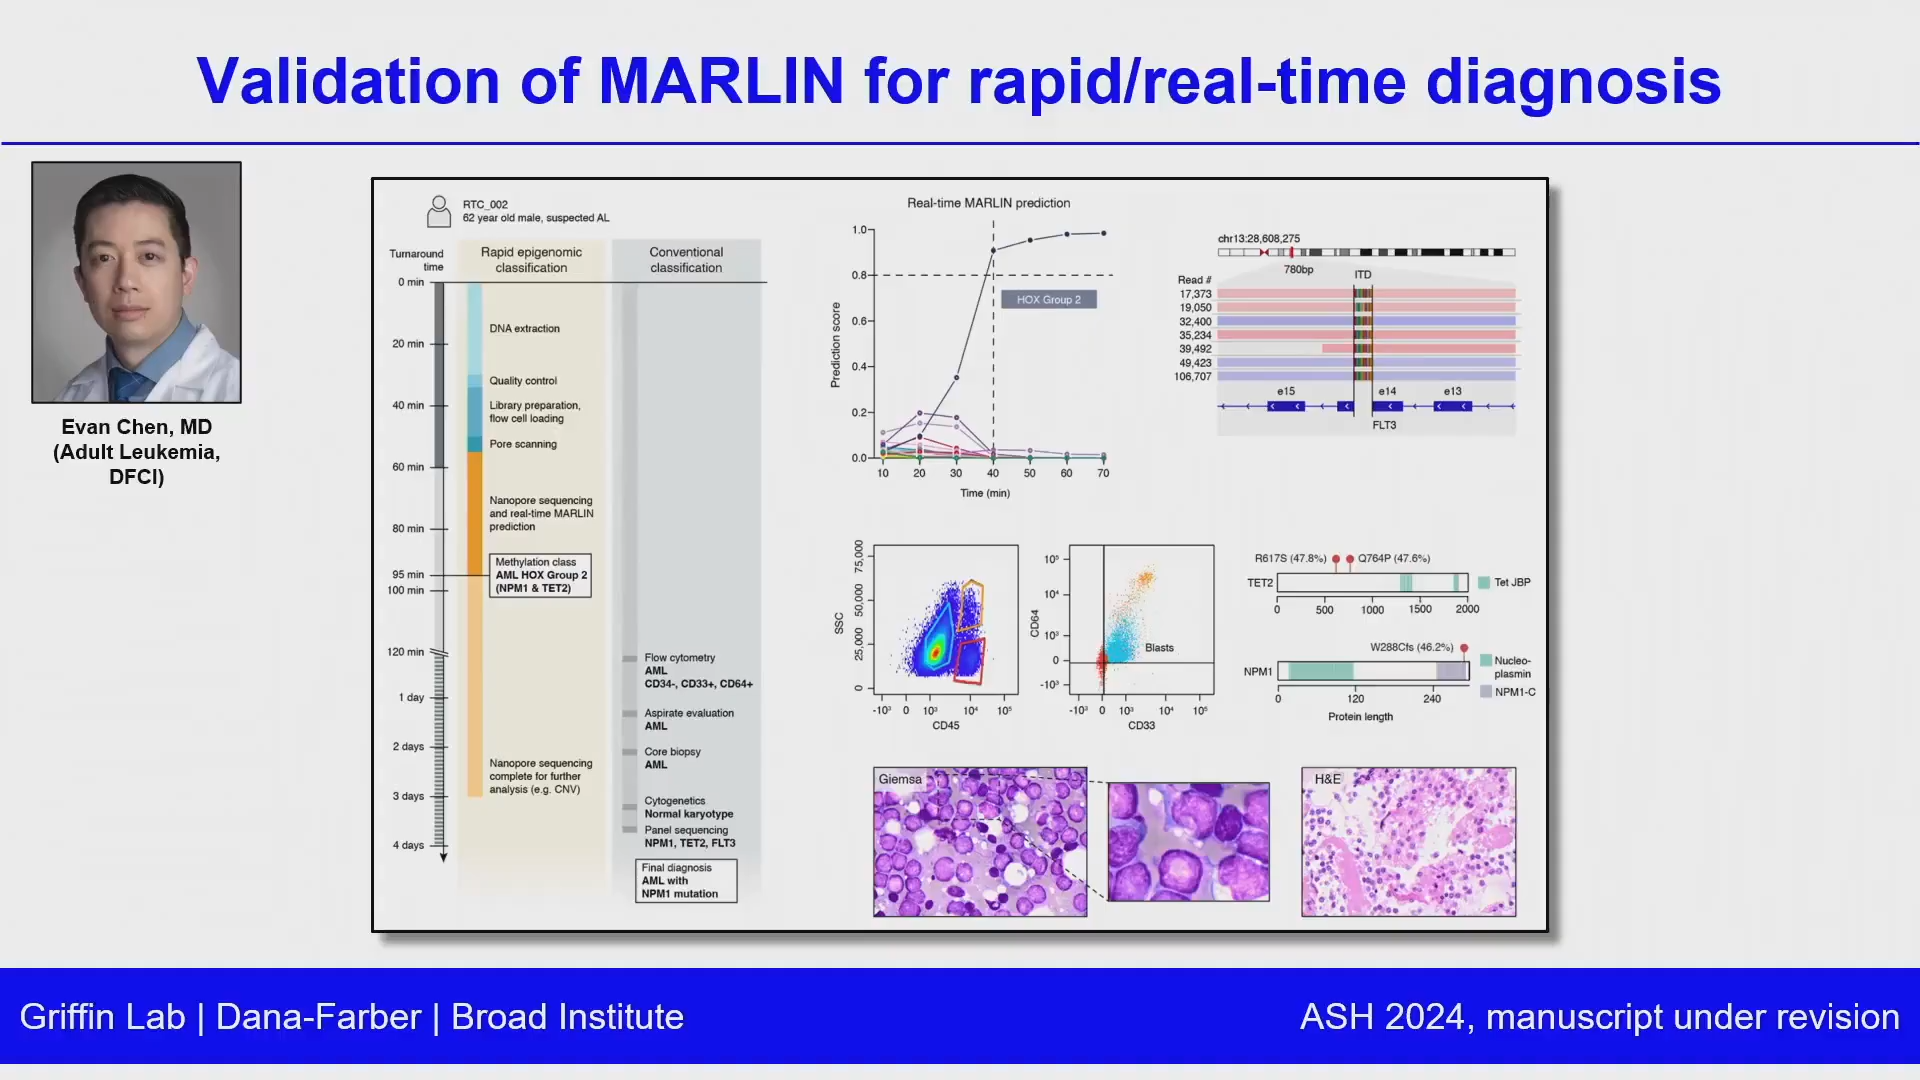 Validation of MARLIN for rapid/real-time diagnosis
Evan Chen, MD
(Adult Leukemia,
DFCI)
RTC_002
62 year old male, suspected AL
Turnaround
time
Rapid epigenomic
classification
Conventional
classification
0 min
DNA extraction
20 min
Quality control
40 min
Library preparation,
flow cell loading
Pore scanning
60 min
Nanopore sequencing
and real-time MARLIN
prediction
80 min
Methylation class
AML HOX Group 2
(NPM1 & TET2)
95 min
100 min
120 min
Flow cytometry
AML
CD34-, CD33+, CD64+
1 day
Aspirate evaluation
AML
2 days
Core biopsy
AML
Nanopore sequencing
complete for further
analysis (e.g. CNV)
3 days
Cytogenetics
Normal karyotype
Panel sequencing
NPM1, TET2, FLT3
4 days
Final diagnosis
AML with
NPM1 mutation
Real-time MARLIN prediction
1.0
0.8
0.6
0.4
0.2
0.0
Prediction score
HOX Group 2
10 20 30 40 50 60 70
Time (min)
chr13:28,608,275
780bp
ITD
Read #
17,373
19,050
32,400
35,234
39,492
49,423
106,707
e15 e14 e13
FLT3
SSC
75,000
50,000
25,000
0
-10³ 0 10³ 10⁴ 10⁵
CD45
CD64
10⁵
10⁴
10³
0
-10³
Blasts
-10³ 0 10³ 10⁴ 10⁵
CD33
R617S (47.8%) Q764P (47.6%)
TET2
Tet JBP
0 500 1000 1500 2000
W288Cfs (46.2%)
NPM1
Nucleo-
plasmin
NPM1-C
0 120 240
Protein length
Giemsa
H&E
Griffin Lab | Dana-Farber | Broad Institute
ASH 2024, manuscript under revision